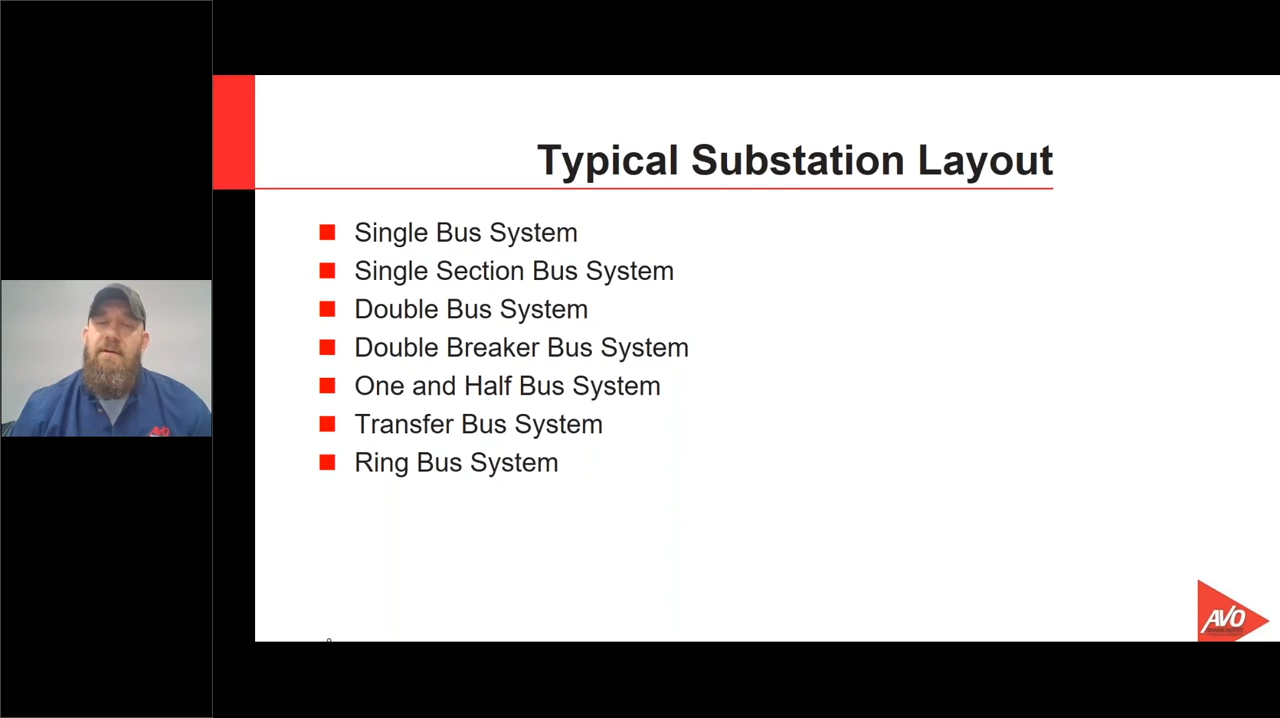 Typical Substation Layout
Single Bus System
Single Section Bus System
Double Bus System
Double Breaker Bus System
One and Half Bus System
Transfer Bus System
Ring Bus System
AVO
AVO